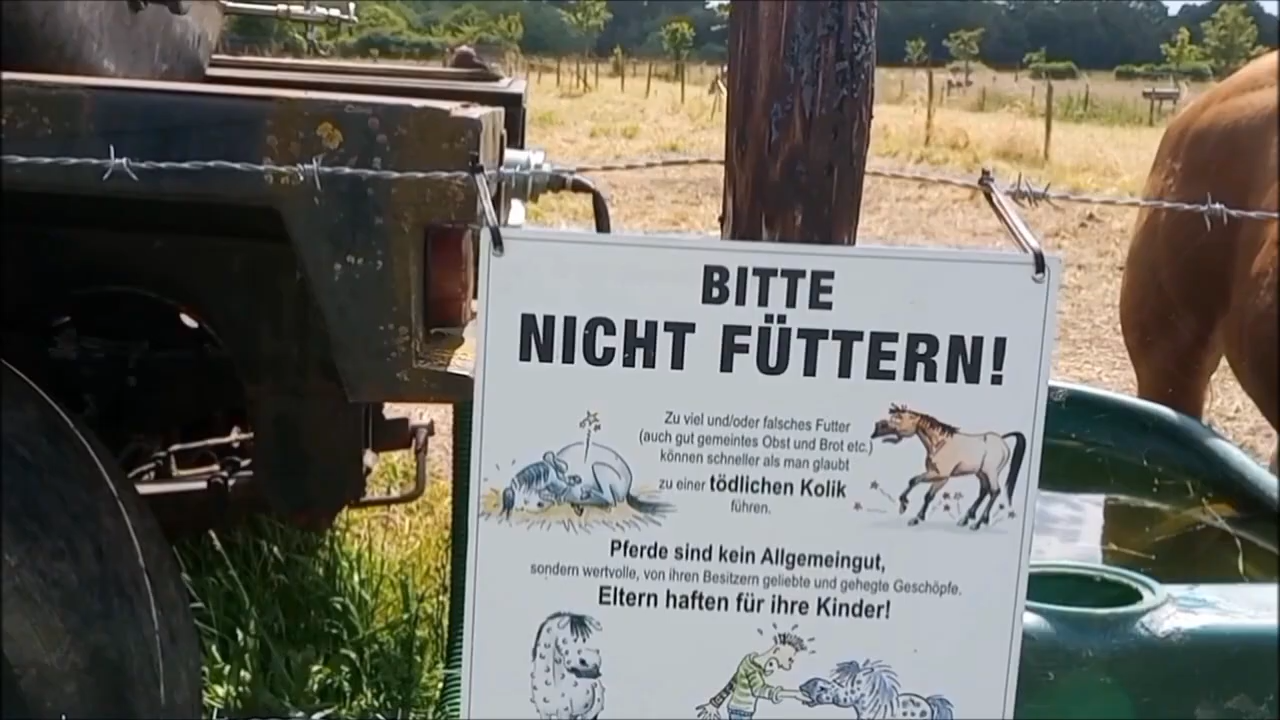 BITTE
NICHT FÜTTERN!
Zu viel und/oder falsches Futter
(auch gut gemeintes Obst und Brot etc.)
können schneller als man glaubt
zu einer tödlichen Kolik
führen.
Pferde sind kein Allgemeingut,
sondern wertvolle, von ihren Besitzern geliebte und gehegte Geschöpfe.
Eltern haften für ihre Kinder!